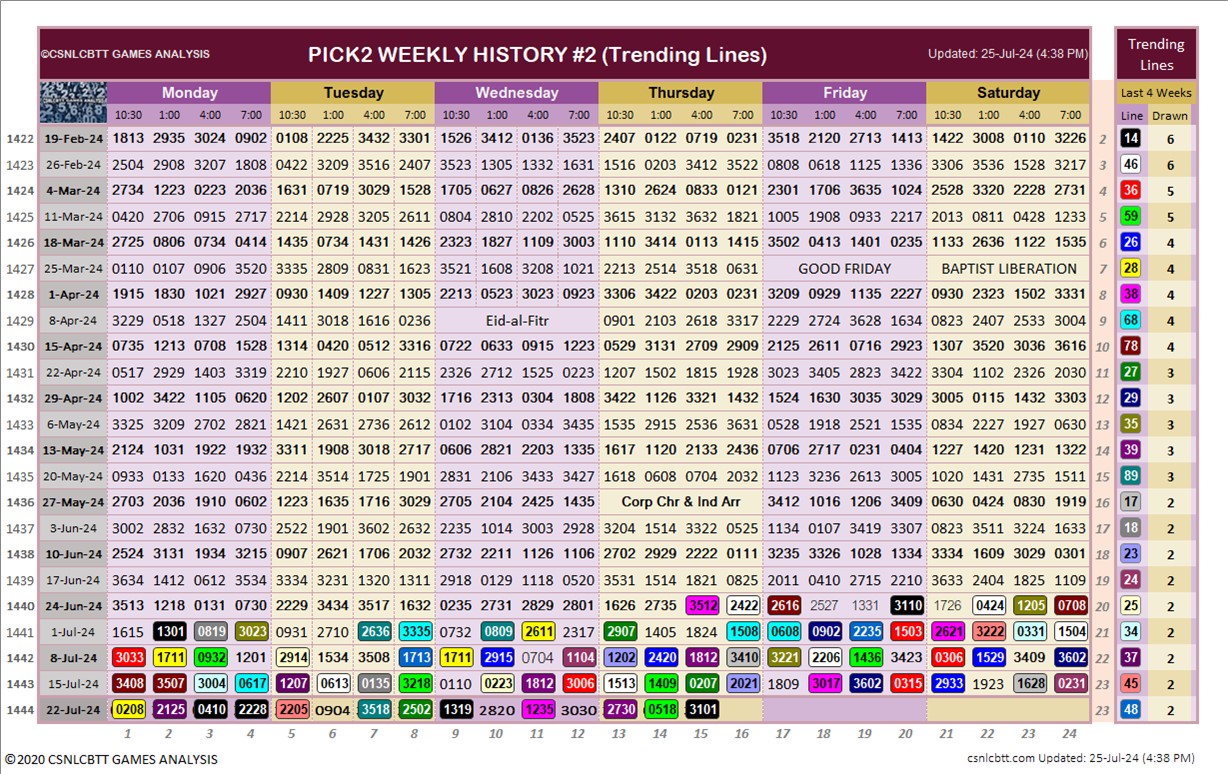 ©CSNLCBTT GAMES ANALYSIS PICK2 WEEKLY HISTORY #2 (Trending Lines) Updated: 25-Jul-24 (4:38 PM) Trending Lines
Monday Tuesday Wednesday Thursday Friday Saturday Last 4 Weeks
10:30 1:00 4:00 7:00 10:30 1:00 4:00 7:00 10:30 1:00 4:00 7:00 10:30 1:00 4:00 7:00 10:30 1:00 4:00 7:00 10:30 1:00 4:00 7:00 Line Drawn
1422 19-Feb-24 1813 2935 3024 0902 0108 2225 3432 3301 1526 3412 0136 3523 2407 0122 0719 0231 3518 2120 2713 1413 1422 3008 0110 3226 2 14 6
1423 26-Feb-24 2504 2908 3207 1808 0422 3209 3516 2407 3523 1305 1332 1631 1516 0203 3412 3522 0808 0618 1125 1336 3306 3536 1528 3217 3 46 6
1424 4-Mar-24 2734 1223 0223 2036 1631 0719 3029 1528 1705 0627 0826 2628 1310 2624 0833 0121 2301 1706 3635 1024 2528 3320 2228 2731 4 36 5
1425 11-Mar-24 0420 2706 0915 2717 2214 2928 3205 2611 0804 2810 2202 0525 3615 3132 3632 1821 1005 1908 0933 2217 2013 0811 0428 1233 5 59 5
1426 18-Mar-24 2725 0806 0734 0414 1435 0734 1431 1426 2323 1827 1109 3003 1110 3414 0113 1415 3502 0413 1401 0235 1133 2636 1122 1535 6 26 4
1427 25-Mar-24 0110 0107 0906 3520 3335 2809 0831 1623 3521 1608 3208 1021 2213 2514 3518 0631 GOOD FRIDAY BAPTIST LIBERATION 7 28 4
1428 1-Apr-24 1915 1830 1021 2927 0930 1409 1227 1303 2213 0523 3023 0923 3306 3422 0203 0231 3209 0929 1135 2227 0930 2323 1502 3331 8 38 4
1429 8-Apr-24 3229 0518 1327 2504 1411 3018 1616 0236 Eid-al-Fitr 0901 2103 2618 3317 2229 2724 3628 1634 0823 2407 2533 3004 9 68 4
1430 15-Apr-24 0735 1213 0708 1528 1314 0420 0512 3316 0722 0633 0915 1223 0529 3131 2709 2909 2125 2611 0716 2923 1307 3520 3036 3616 10 78 4
1431 22-Apr-24 0517 2929 1403 3319 2210 1927 0606 2115 2326 2712 1525 0223 1207 1502 1815 1928 3023 3405 2823 3422 3304 1102 2326 2030 11 27 3
1432 29-Apr-24 1002 3422 1105 0620 1202 2607 0107 3032 1716 2313 0304 1808 3422 1126 3321 1432 1524 1630 3035 3029 3005 0115 1432 3303 12 29 3
1433 6-May-24 3325 3209 2702 2821 1421 2631 2736 2612 0102 3104 0334 3435 1535 2915 2536 3631 0528 1918 2521 1535 0834 2227 1927 0630 13 35 3
1434 13-May-24 2124 1031 1922 1932 3311 1908 3018 2717 0606 2821 2203 1335 1617 1120 2133 2436 0706 2717 0231 0404 1227 1420 1231 1322 14 39 3
1435 20-May-24 0933 0133 1620 0436 2214 3514 1725 1903 2831 2103 3433 3427 1618 0608 0704 2032 1123 3236 2613 3005 1020 1431 2735 1511 15 89 3
1436 27-May-24 2703 2036 1910 0602 1223 1635 1716 3029 2705 2104 2425 1435 Corp Chr & Ind Arr 3412 1016 1206 3409 0630 0424 0830 1919 16 17 2
1437 3-Jun-24 3002 2832 1632 0730 2522 1901 3602 2632 2235 1014 3003 2928 3204 1514 3322 0525 1134 0107 3419 3307 0823 3511 3224 1633 17 18 2
1438 10-Jun-24 2524 3131 1934 3215 0907 2621 1706 2032 2732 2211 1126 1106 2702 2929 2222 0111 3235 3326 1028 1334 3334 1609 3029 0301 18 23 2
1439 17-Jun-24 3634 1412 0612 3534 3334 3231 1320 1311 2918 0129 1118 0520 3531 1514 1821 0825 2011 0410 2715 2210 3633 2404 1825 1109 19 24 2
1440 24-Jun-24 3513 1218 0131 0730 2229 3434 3517 1632 0235 2731 2829 2801 1626 2735 3512 2422 2616 2527 1331 3110 1726 0424 1205 0708 20 25 2
1441 1-Jul-24 1615 1301 0819 3023 0931 2710 2636 3335 0732 0809 2611 2317 2907 1405 1824 1508 0608 0902 2235 1503 2621 3222 0331 1504 21 34 2
1442 8-Jul-24 3033 1711 0932 1201 2914 1534 3508 1713 1711 2915 0704 1104 1202 2420 1812 3410 3221 2206 1436 3423 0306 1529 3409 3602 22 37 2
1443 15-Jul-24 3408 3507 3004 0617 1207 0613 0135 3218 0110 0223 1812 3006 1513 1409 0207 2021 1809 3017 3602 0315 2933 1923 1628 0231 23 45 2
1444 22-Jul-24 0208 2125 0410 2228 2205 0904 3518 2502 1319 2820 1235 3030 2730 0518 3101 23 48 2
1 2 3 4 5 6 7 8 9 10 11 12 13 14 15 16 17 18 19 20 21 22 23 24
©2020 CSNLCBTT GAMES ANALYSIS csnlcbtt.com Updated: 25-Jul-24 (4:38 PM)